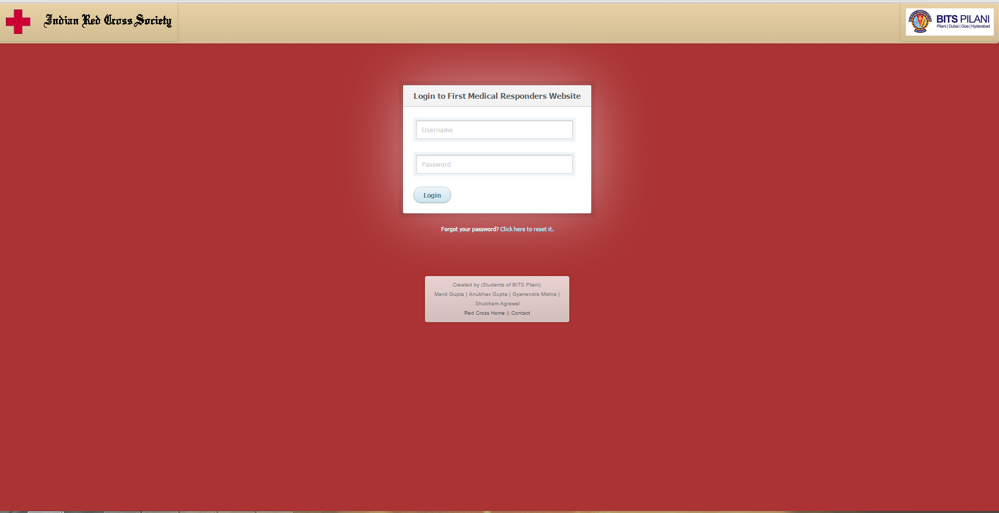 Indian Red Cross Society
BITS PILANI
Pilani | Dubai | Goa | Hyderabad
Login to First Medical Responders Website
Username
Password
Login
Forgot your password? Click here to reset it.
Created by (Students of BITS Pilani)
Manit Gupta | Anubhav Gupta | Gyanendra Mishra |
Shubham Agrawal
Red Cross Home || Contact